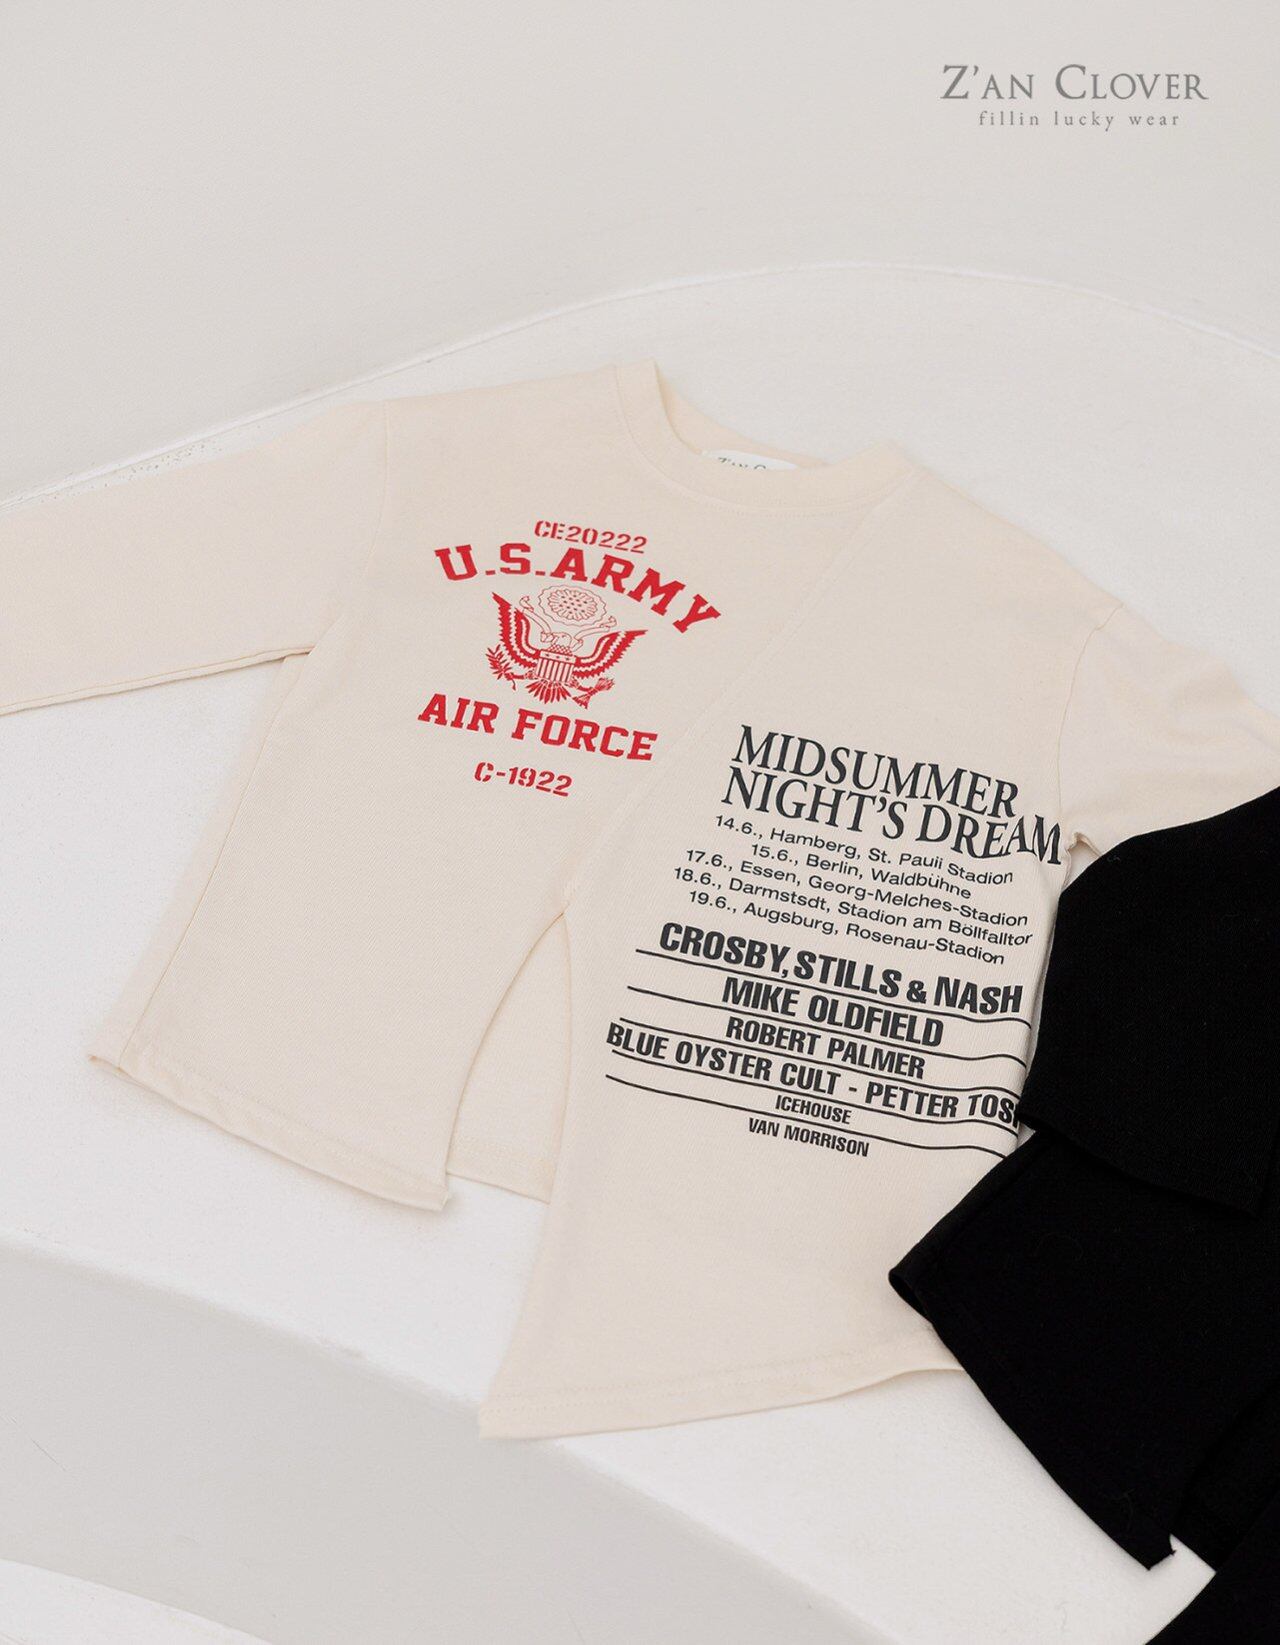 Z'AN CLOVER
fillin lucky wear
CE20222
U.S.ARMY
AIR FORCE
C-1922
MIDSUMMER
NIGHT'S DREAM
14.6., Hamberg, St. Pauli Stadion
15.6., Berlin, Waldbühne
17.6., Essen, Georg-Melches-Stadion
18.6., Darmstsdt, Stadion am Böllfalltor
19.6., Augsburg, Rosenau-Stadion
CROSBY, STILLS & NASH
MIKE OLDFIELD
ROBERT PALMER
BLUE OYSTER CULT - PETTER
ICEHOUSE
VAN MORRISON